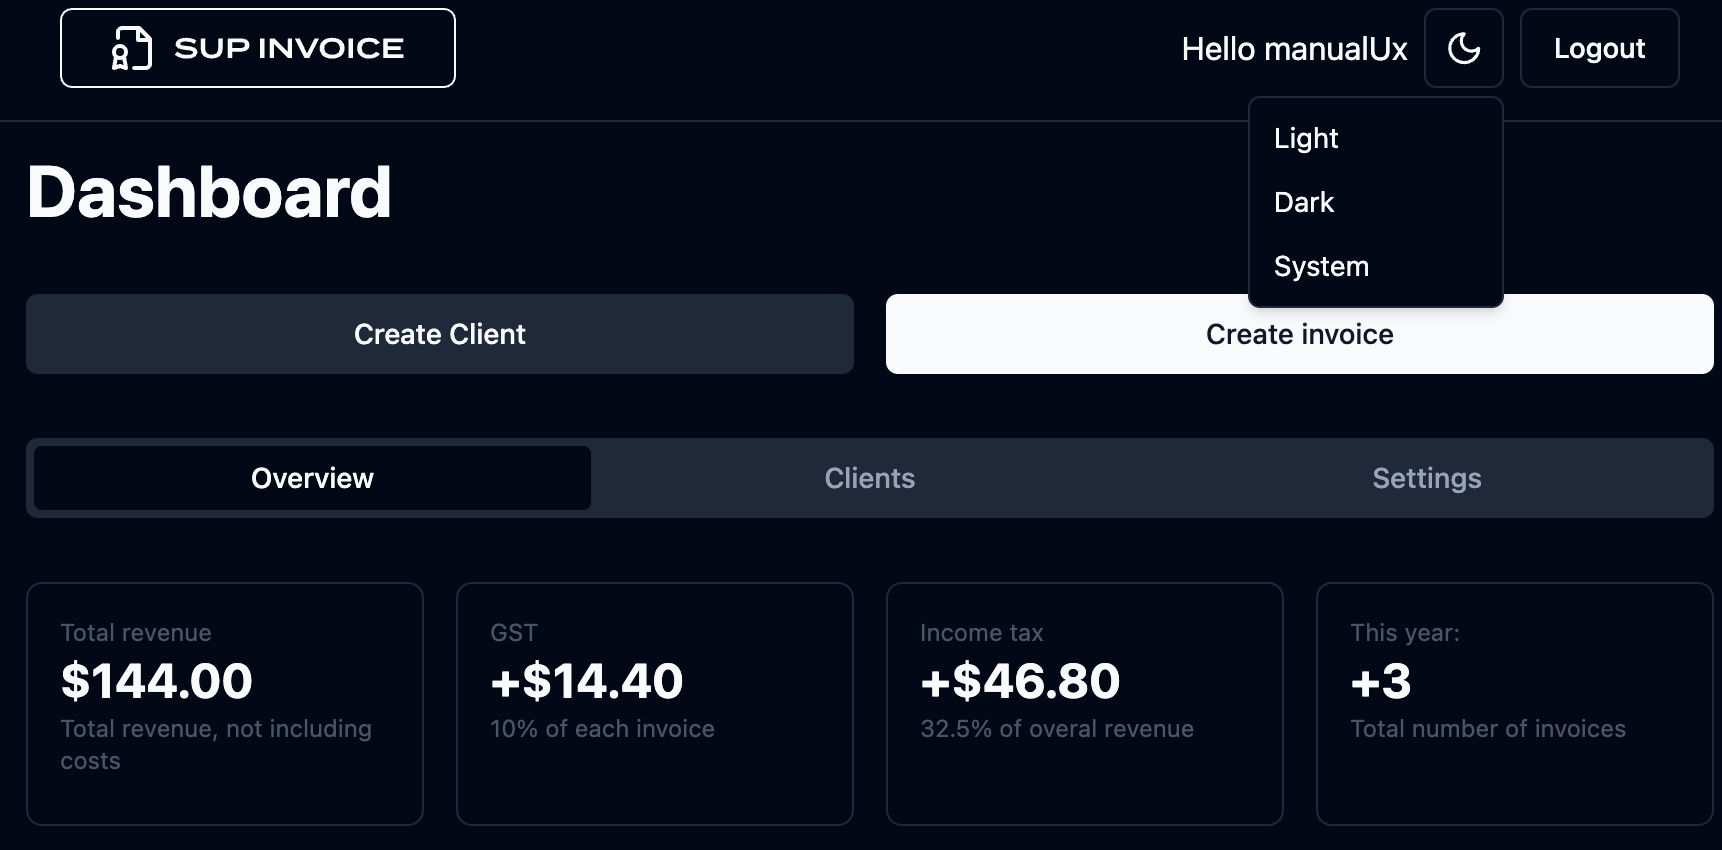 SUP INVOICE
Hello manualUx
Logout
Light
Dark
System
Dashboard
Create Client
Create invoice
Overview
Clients
Settings
Total revenue
$144.00
Total revenue, not including
costs
GST
+$14.40
10% of each invoice
Income tax
+$46.80
32.5% of overal revenue
This year:
+3
Total number of invoices